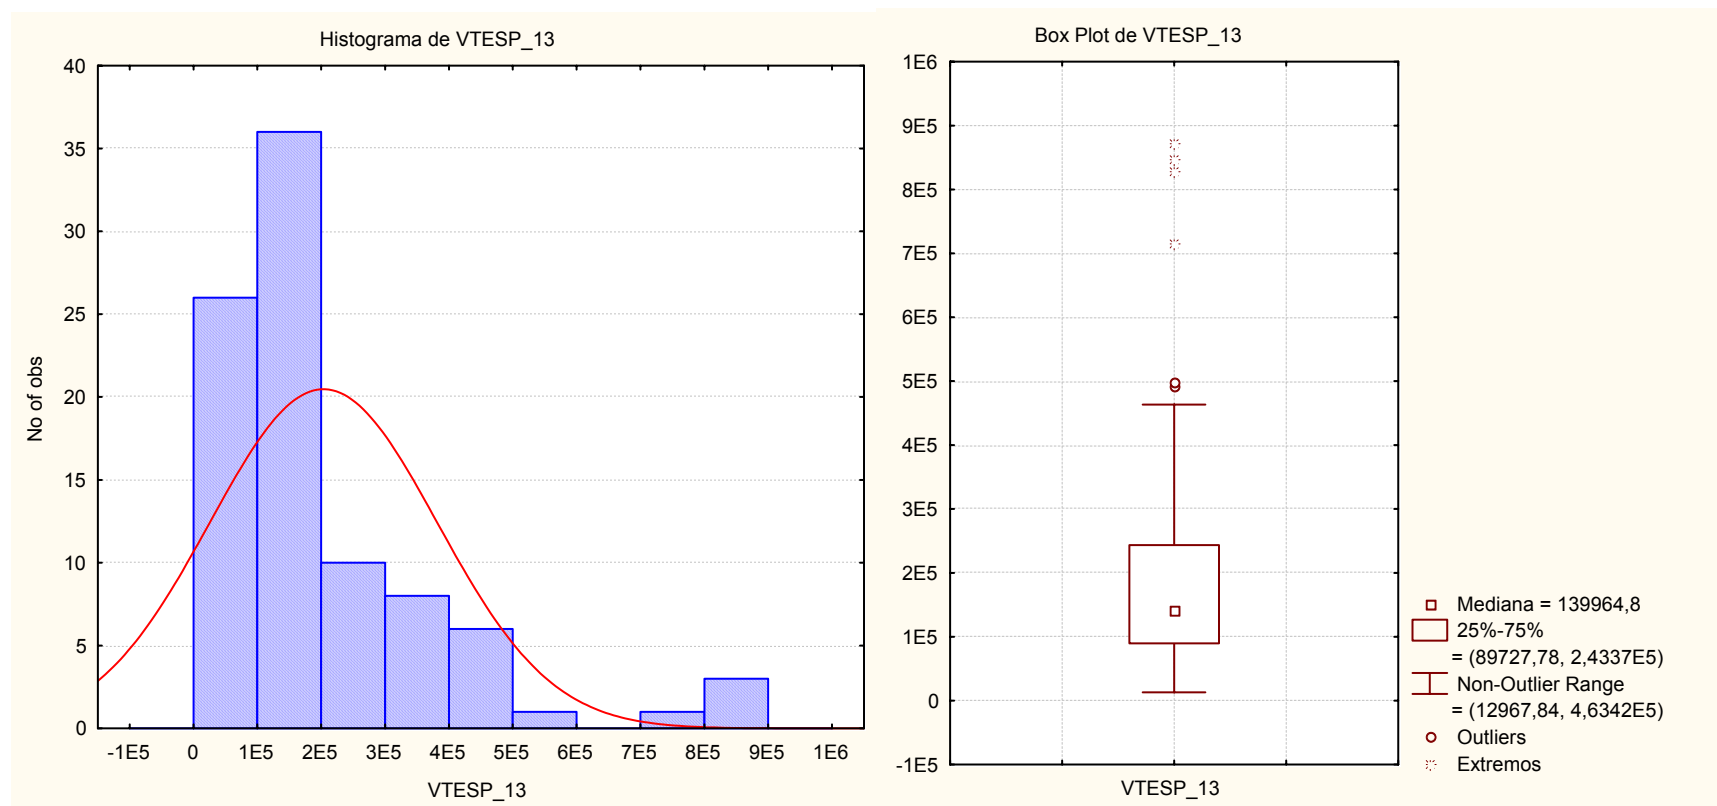 Histograma de VTESP_13
40
35
30
25
20
15
10
5
0
No of obs
-1E5 0 1E5 2E5 3E5 4E5 5E5 6E5 7E5 8E5 9E5 1E6
VTESP_13
Box Plot de VTESP_13
1E6
9E5
8E5
7E5
6E5
5E5
4E5
3E5
2E5
1E5
0
-1E5
VTESP_13
Mediana = 139964,8
25%-75%
= (89727,78, 2,4337E5)
Non-Outlier Range
= (12967,84, 4,6342E5)
Outliers
Extremos